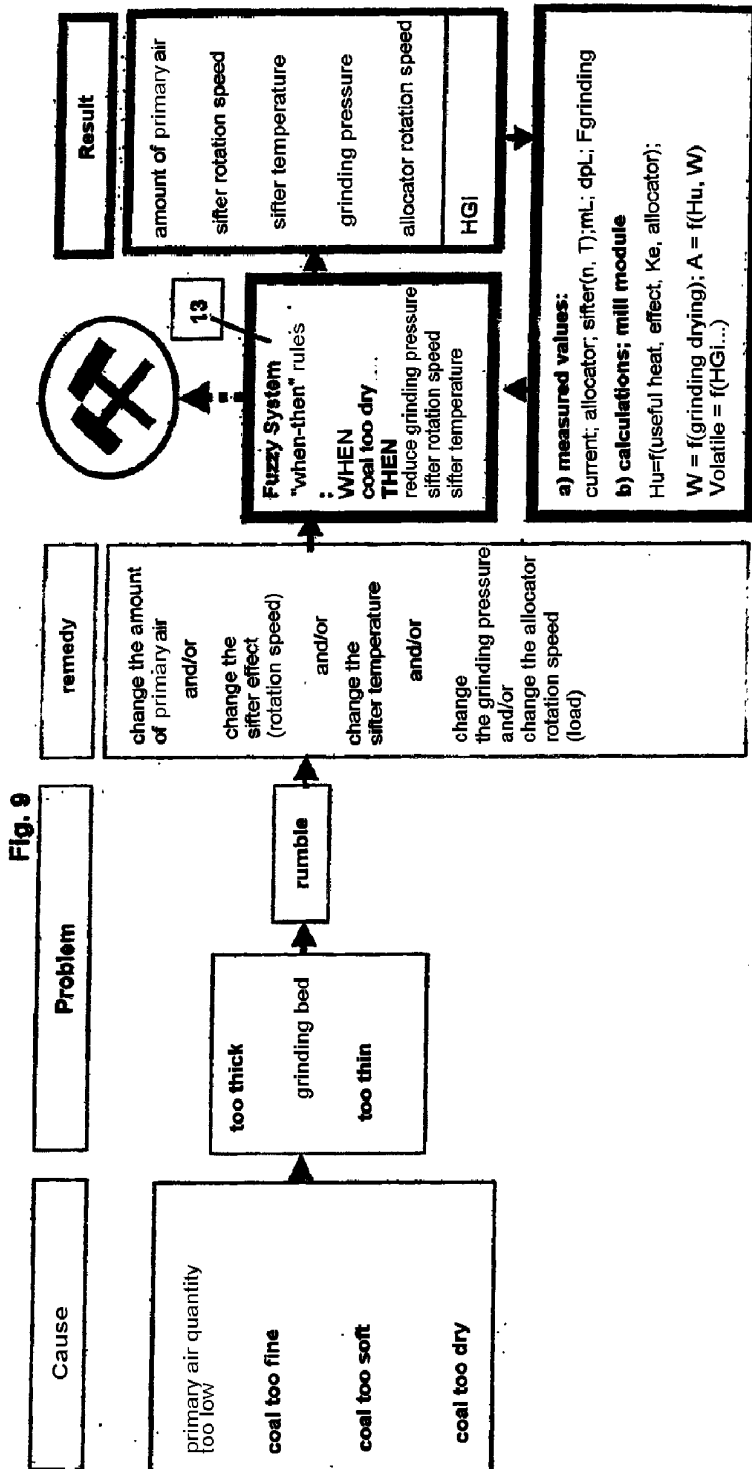 Fig. 9
Cause
primary air quantity
too low
coal too fine
coal too soft
coal too dry
Problem
too thick
grinding bed
too thin
rumble
remedy
change the amount
of primary air
and/or
change the
sifter effect
(rotation speed)
and/or
change the
sifter temperature
and/or
change
the grinding pressure
and/or
change the allocator
rotation speed
(load)
13
Fuzzy System
"when-then" rules
:
WHEN
coal too dry ....
THEN
reduce grinding pressure
sifter rotation speed
sifter temperature
Result
amount of primary air
sifter rotation speed
sifter temperature
grinding pressure
allocator rotation speed
HGi
a) measured values:
current; allocator; sifter(n, T);mL; dpL; Fgrinding
b) calculations; mill module
Hu=f(useful heat, effect, Ke, allocator);
W = f(grinding drying); A = f(Hu, W)
Volatile = f(HGi...)